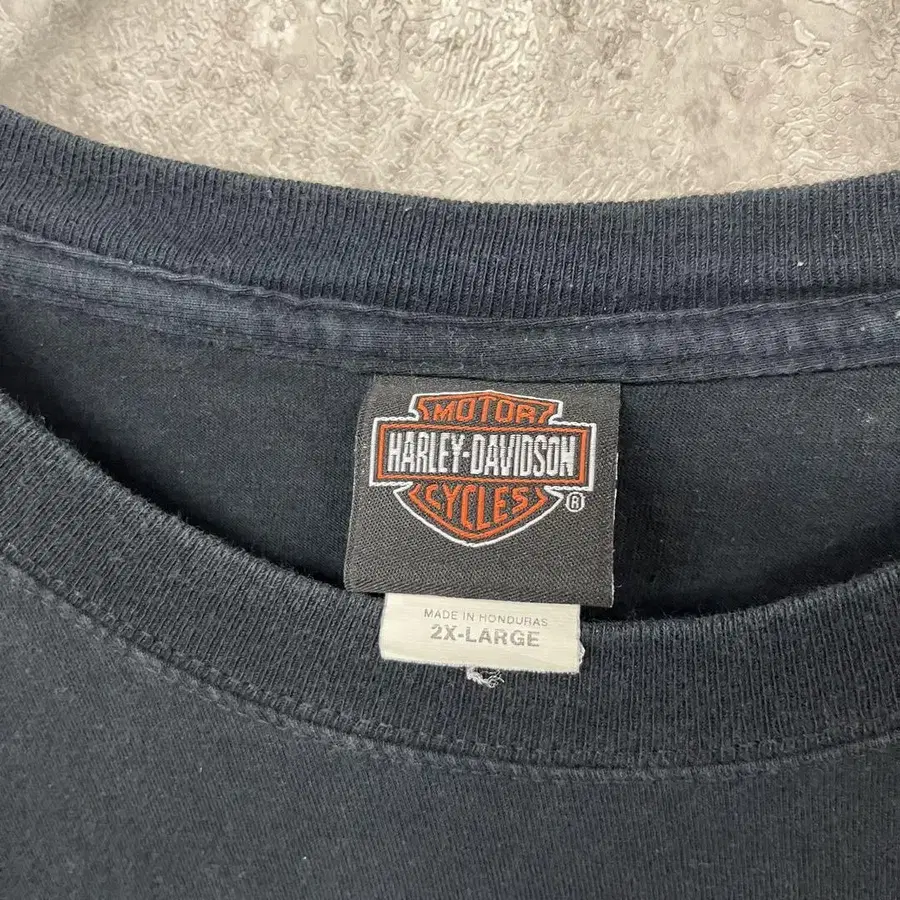 MOTOR
HARLEY-DAVIDSON
CYCLES
®
MADE IN HONDURAS
2X-LARGE